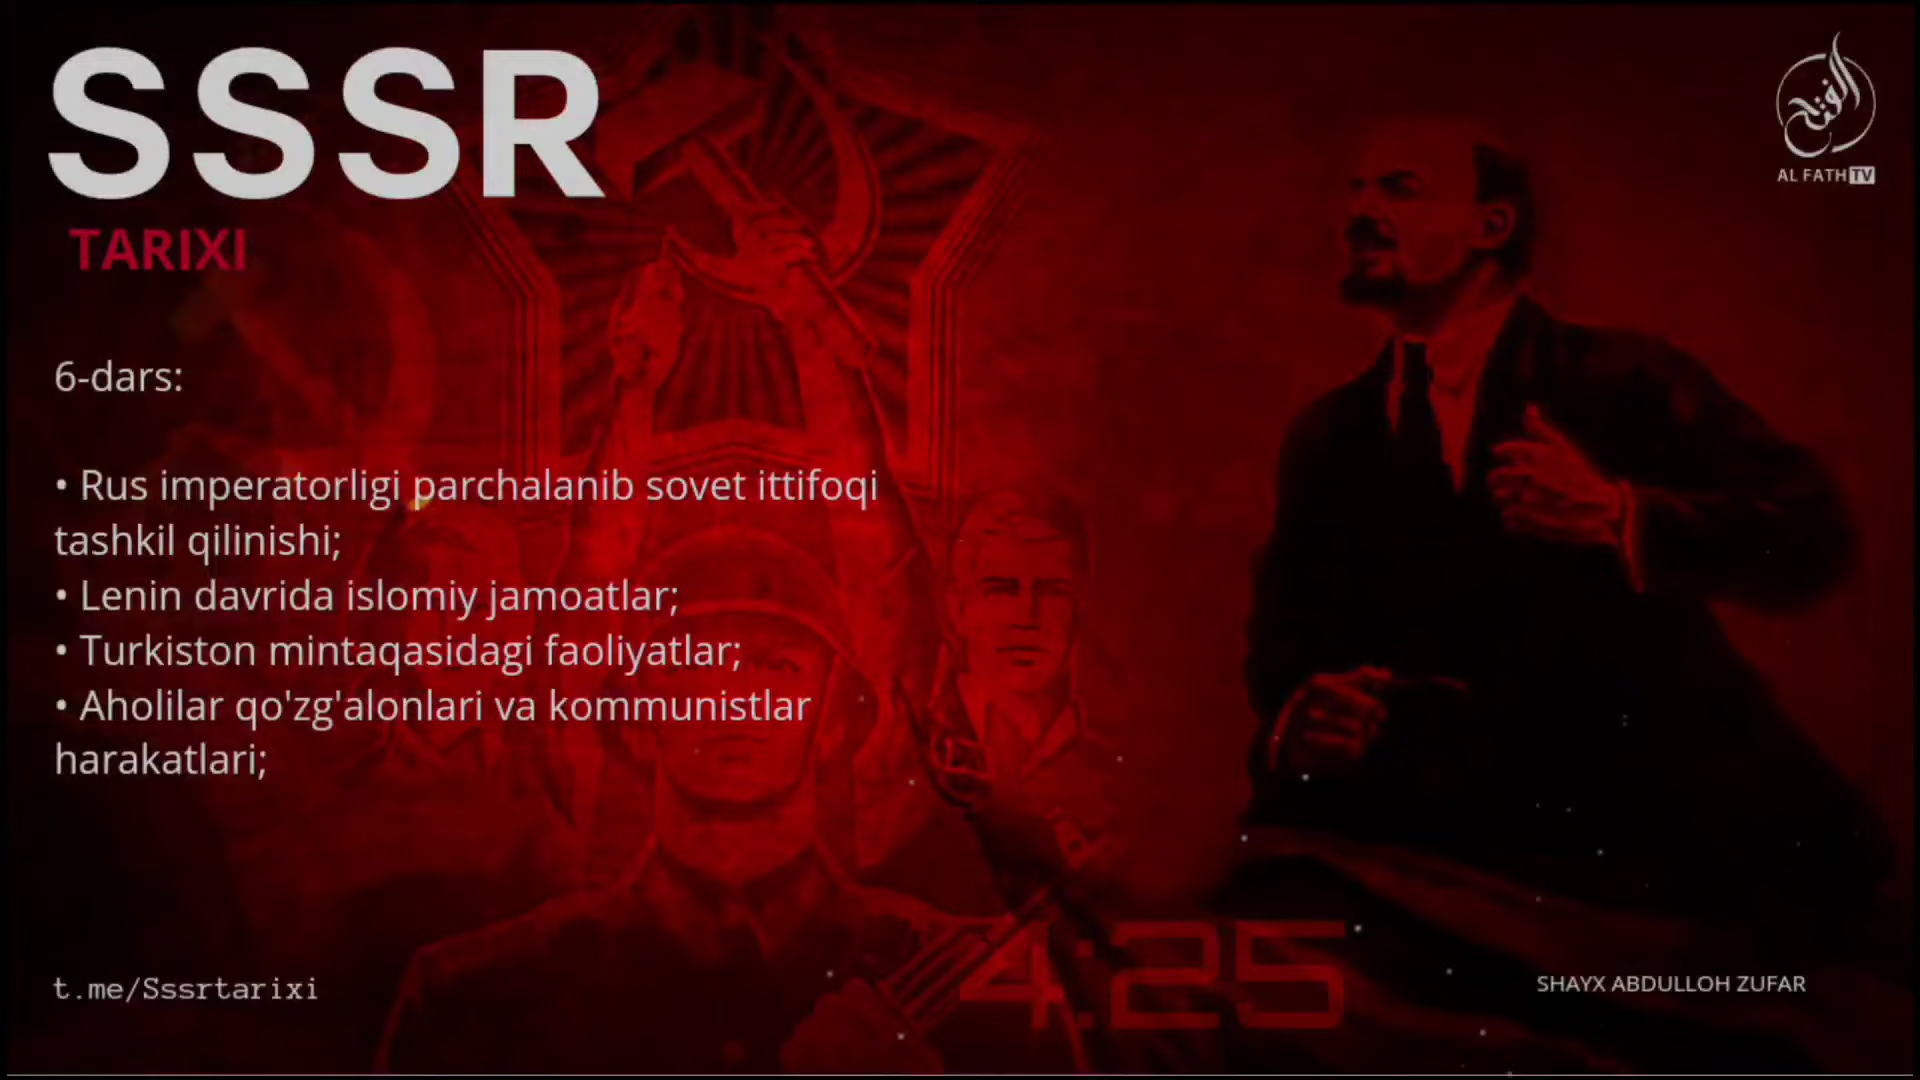 SSSR
TARIXI
الفتح
AL FATH TV
6-dars:
• Rus imperatorligi parchalanib sovet ittifoqi
tashkil qilinishi;
• Lenin davrida islomiy jamoatlar;
• Turkiston mintaqasidagi faoliyatlar;
• Aholilar qo'zg'alonlari va kommunistlar
harakatlari;
4:25
t.me/Sssrtarixi
SHAYX ABDULLOH ZUFAR